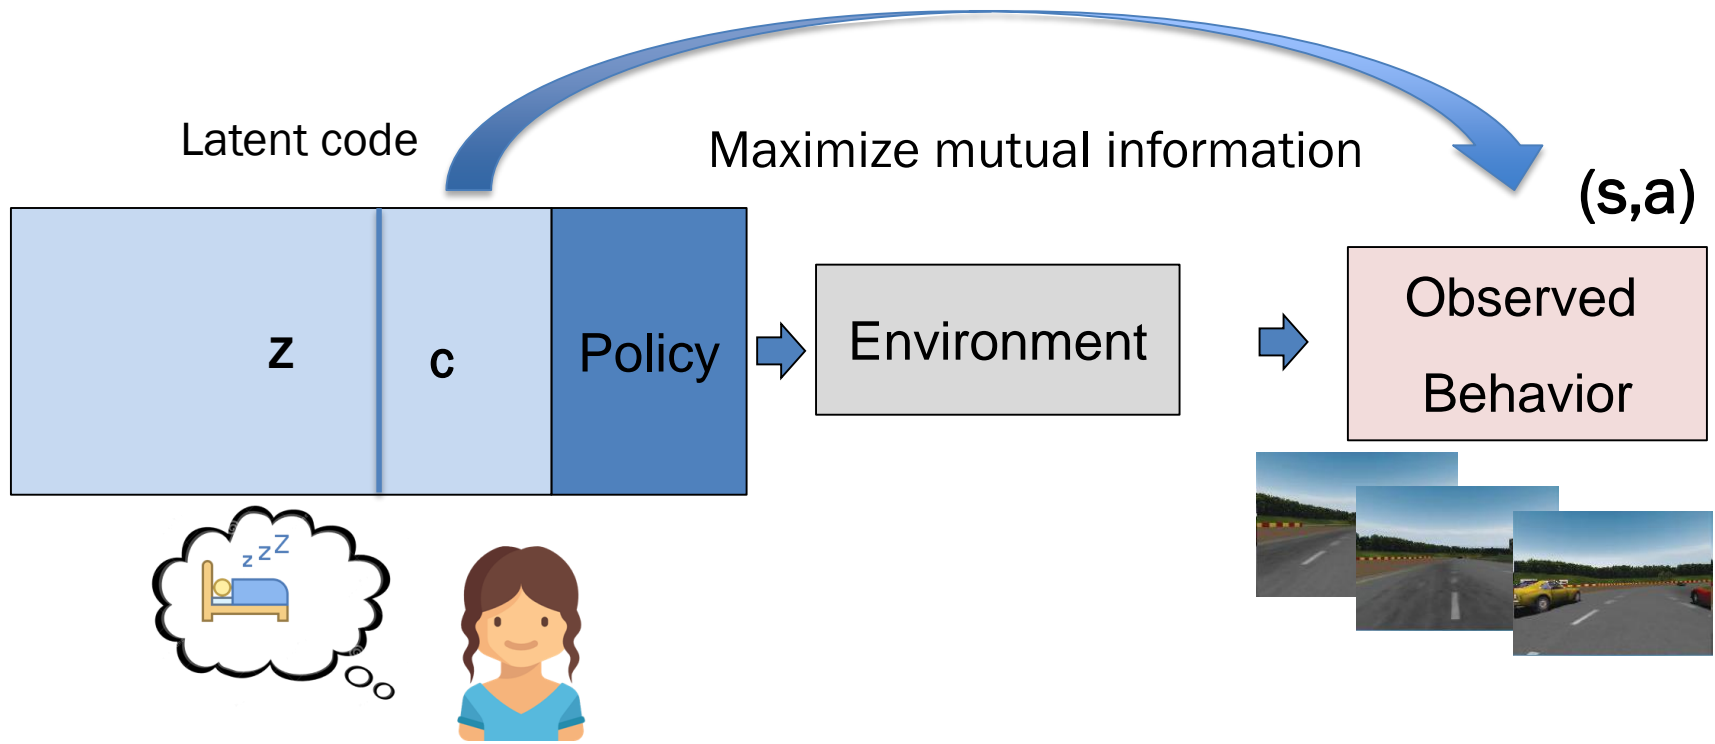 Latent code
Maximize mutual information
(s,a)
Z
c
Policy
Environment
Observed
Behavior
z z Z